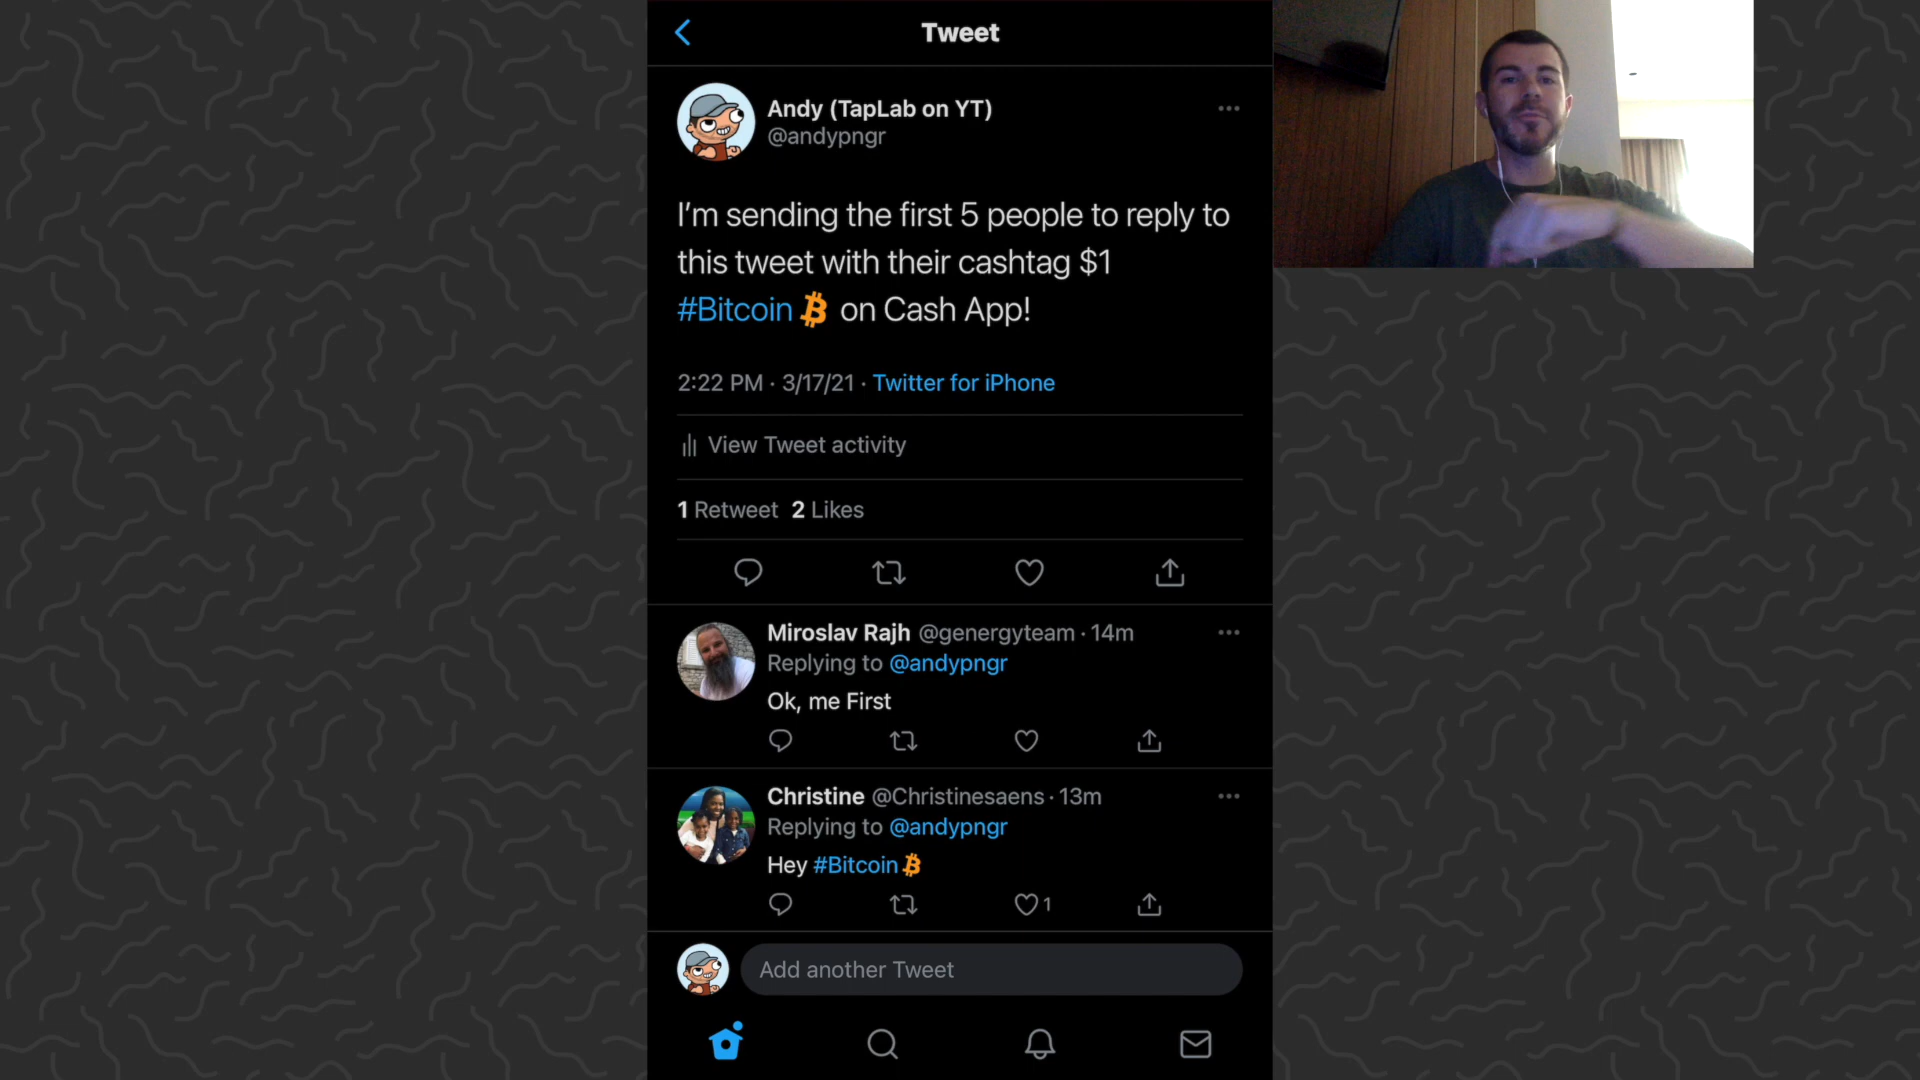 Tweet
Andy (TapLab on YT)
@andypngr
I'm sending the first 5 people to reply to
this tweet with their cashtag $1
#Bitcoin on Cash App!
2:22 PM · 3/17/21 · Twitter for iPhone
View Tweet activity
1 Retweet 2 Likes
Miroslav Rajh @genergyteam · 14m
Replying to @andypngr
Ok, me First
Christine @Christinesaens · 13m
Replying to @andypngr
Hey #Bitcoin
1
Add another Tweet